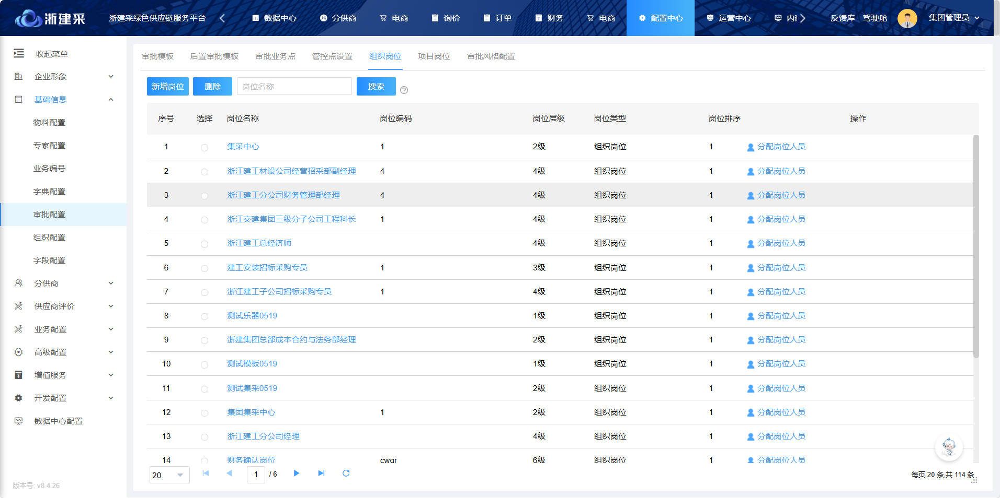 浙建采 浙建采绿色供应链服务平台 数据中心 分供商 电商 询价 订单 财务 电商 配置中心 运营中心 反馈库 驾驶舱 集团管理员
收起菜单
企业形象
基础信息
物料配置
专家配置
业务编号
字典配置
审批配置
组织配置
字段配置
分供商
供应商评价
业务配置
高级配置
增值服务
开发配置
数据中心配置
版本号: v8.4.26
审批模板 后置审批模板 审批业务点 管控点设置 组织岗位 项目岗位 审批风格配置
新增岗位 删除 岗位名称 搜索
序号 选择 岗位名称 岗位编码 岗位层级 岗位类型 岗位排序 操作
1 集采中心 1 2级 组织岗位 1 分配岗位人员
2 浙江建工材设公司经营招采部副经理 4 4级 组织岗位 1 分配岗位人员
3 浙江建工分公司财务管理部经理 4 4级 组织岗位 1 分配岗位人员
4 浙江交建集团三级分子公司工程科长 1 4级 组织岗位 1 分配岗位人员
5 浙江建工总经济师 4级 组织岗位 1 分配岗位人员
6 建工安装招标采购专员 1 3级 组织岗位 1 分配岗位人员
7 浙江建工子公司招标采购专员 1 4级 组织岗位 1 分配岗位人员
8 测试乐器0519 1级 组织岗位 1 分配岗位人员
9 浙建集团总部成本合约与法务部经理 2级 组织岗位 1 分配岗位人员
10 测试模板0519 1级 组织岗位 1 分配岗位人员
11 测试集采0519 2级 组织岗位 1 分配岗位人员
12 集团集采中心 1 2级 组织岗位 1 分配岗位人员
13 浙江建工分公司经理 4级 组织岗位 1 分配岗位人员
14 财务确认岗位 cwqr 6级 组织岗位 1 分配岗位人员
20 1 / 6 每页 20 条,共 114 条